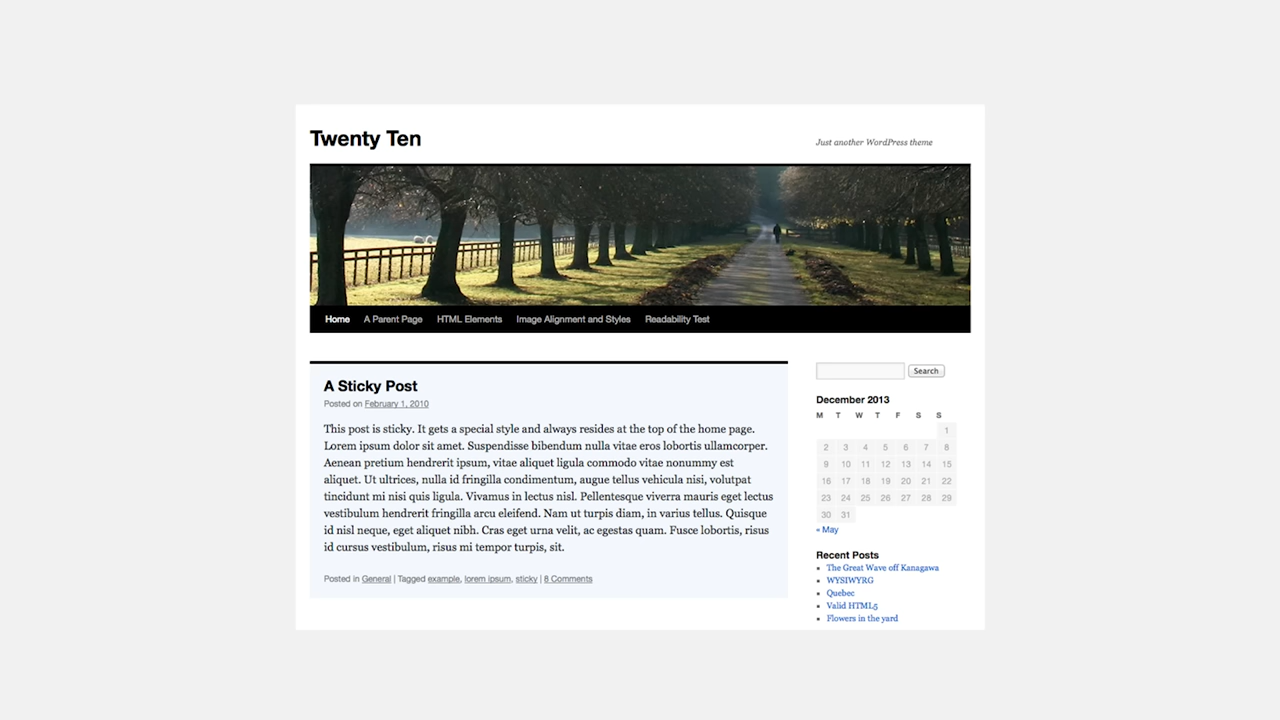 Twenty Ten
Just another WordPress theme
Home A Parent Page HTML Elements Image Alignment and Styles Readability Test
A Sticky Post
Posted on February 1, 2010
This post is sticky. It gets a special style and always resides at the top of the home page.
Lorem ipsum dolor sit amet. Suspendisse bibendum nulla vitae eros lobortis ullamcorper.
Aenean pretium hendrerit ipsum, vitae aliquet ligula commodo vitae nonummy est
aliquet. Ut ultrices, nulla id fringilla condimentum, augue tellus vehicula nisi, volutpat
tincidunt mi nisi quis ligula. Vivamus in lectus nisl. Pellentesque viverra mauris eget lectus
vestibulum hendrerit fringilla arcu eleifend. Nam ut turpis diam, in varius tellus. Quisque
id nisl neque, eget aliquet nibh. Cras eget urna velit, ac egestas quam. Fusce lobortis, risus
id cursus vestibulum, risus mi tempor turpis, sit.
Posted in General | Tagged example, lorem ipsum, sticky | 8 Comments
Search
December 2013
M T W T F S S
1
2 3 4 5 6 7 8
9 10 11 12 13 14 15
16 17 18 19 20 21 22
23 24 25 26 27 28 29
30 31
« May
Recent Posts
The Great Wave off Kanagawa
WYSIWYRG
Quebec
Valid HTML5
Flowers in the yard